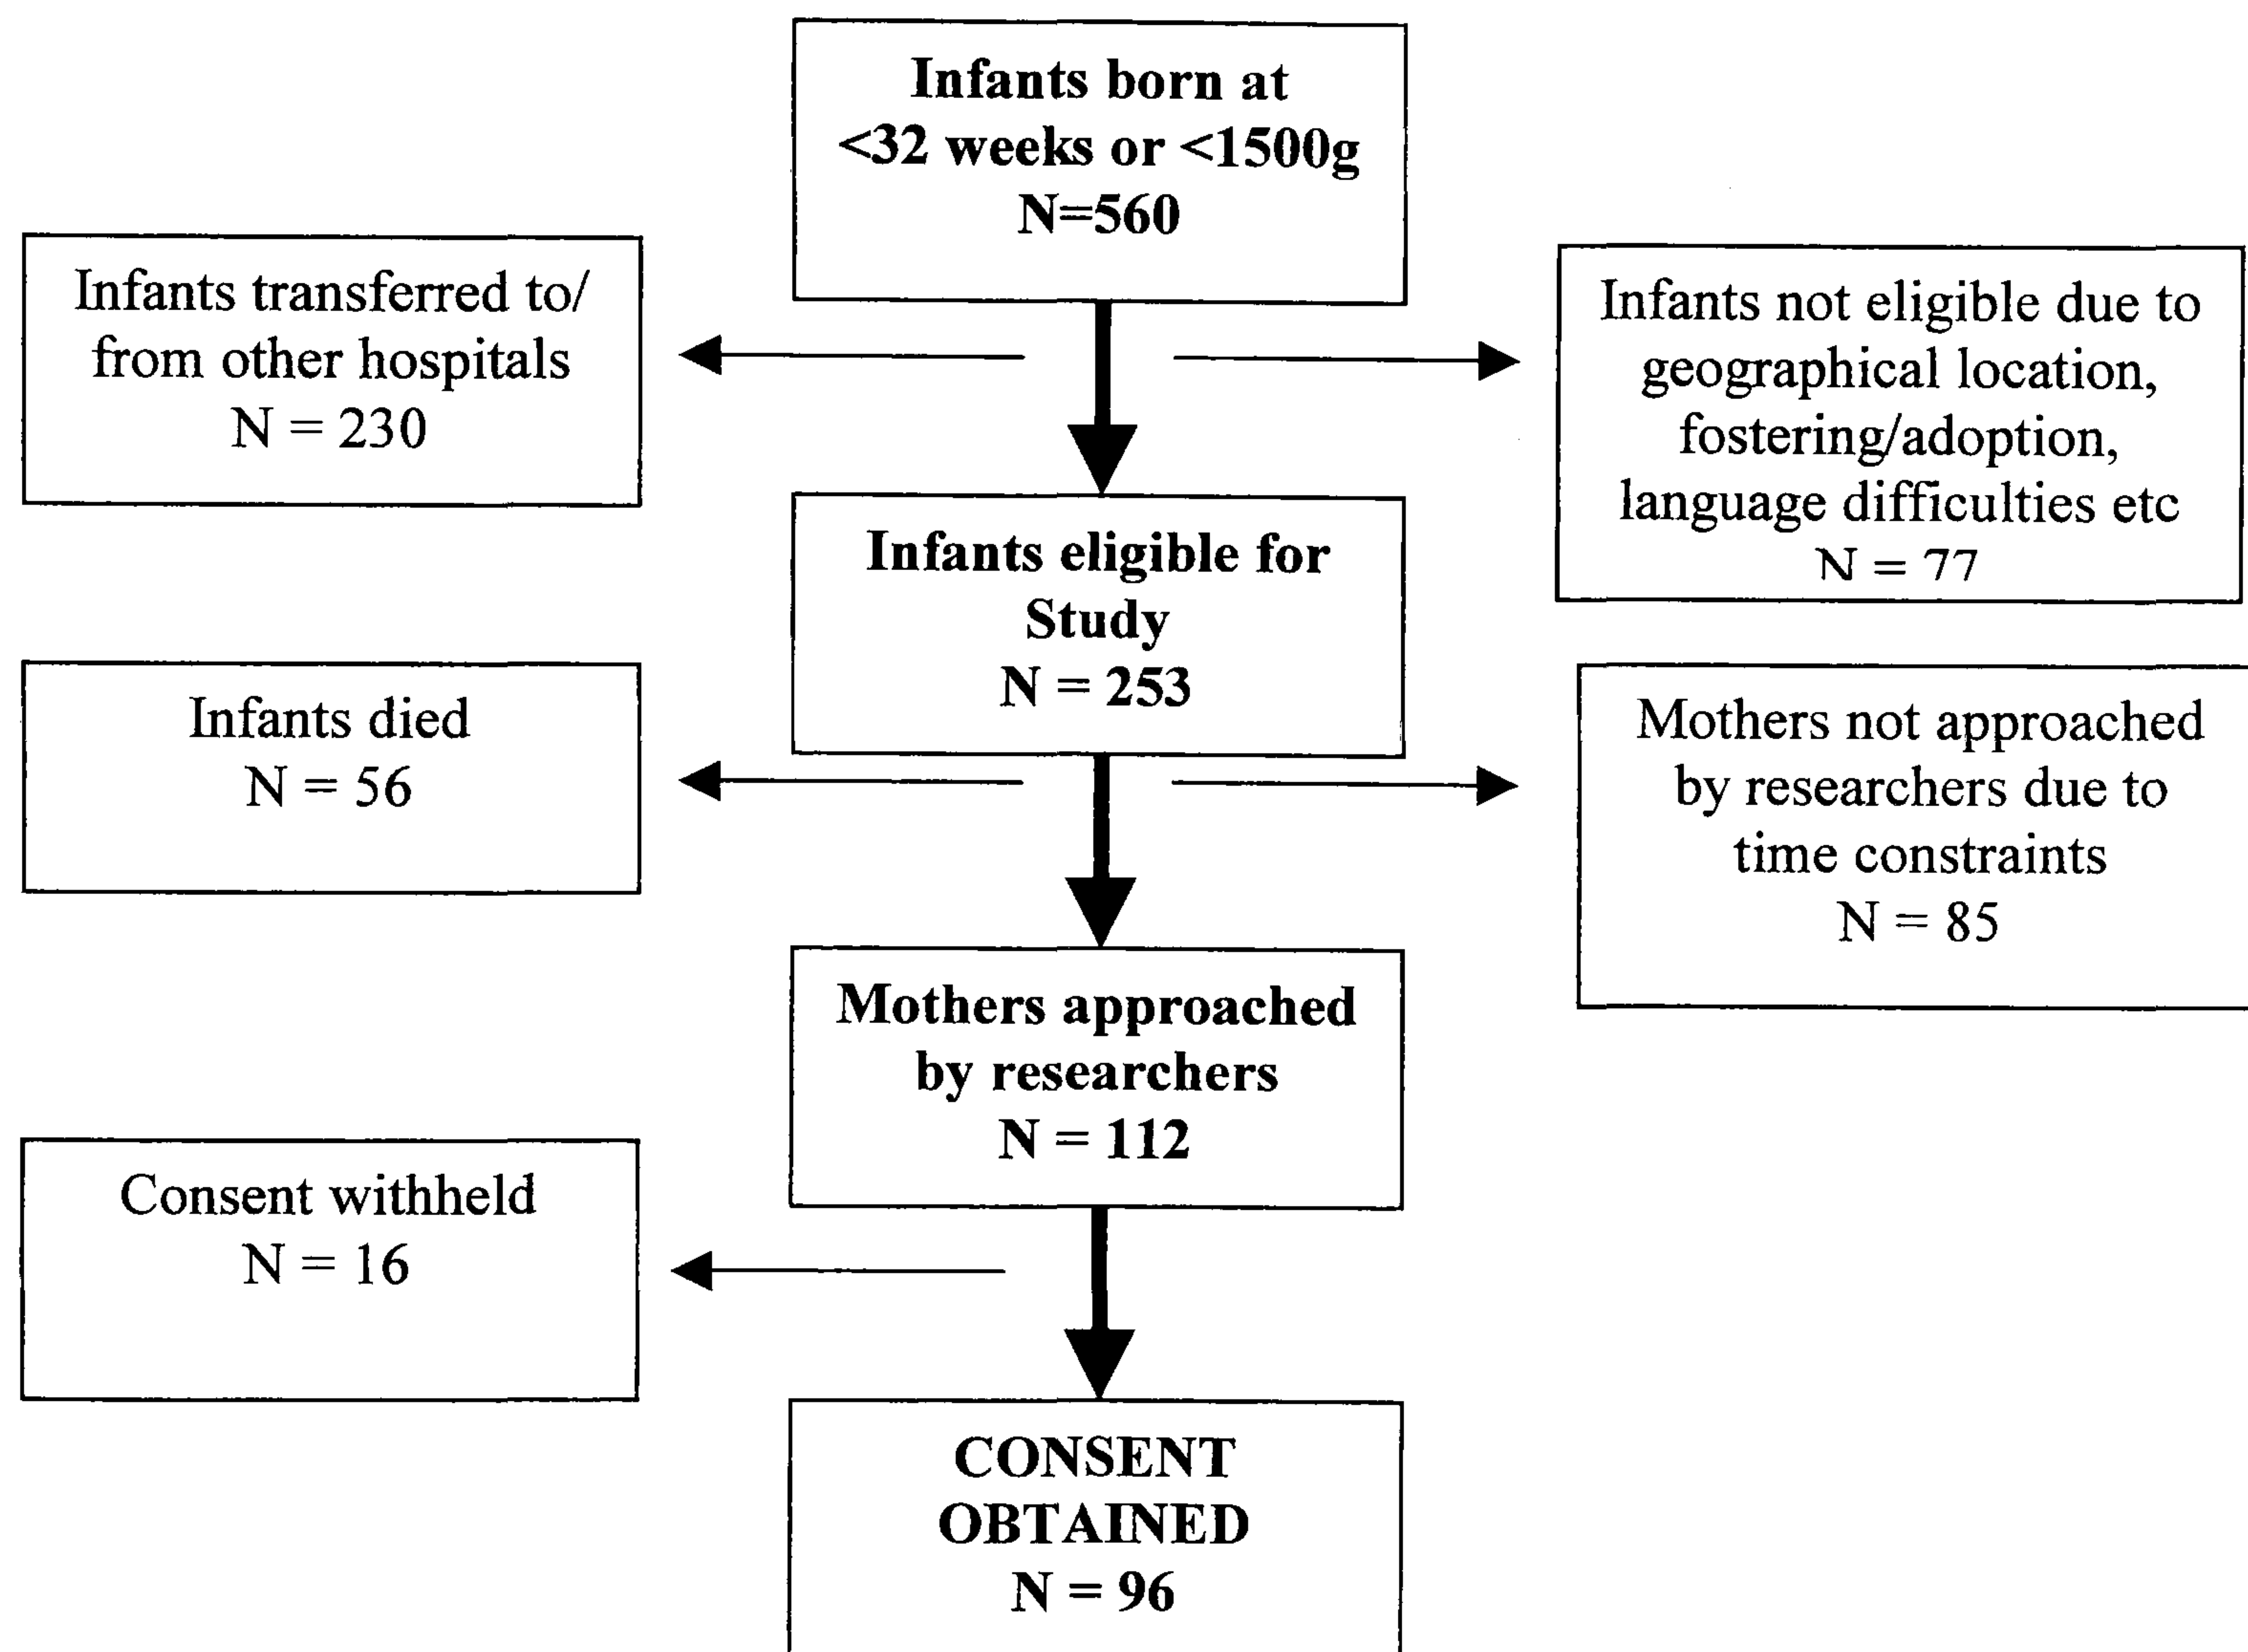 Infants born at
<32 weeks or <1500g
N=560
Infants transferred to/
from other hospitals
N = 230
Infants not eligible due to
geographical location,
fostering/adoption,
language difficulties etc
N = 77
Infants eligible for
Study
N = 253
Infants died
N = 56
Mothers not approached
by researchers due to
time constraints
N = 85
Mothers approached
by researchers
N = 112
Consent withheld
N = 16
CONSENT
OBTAINED
N = 96